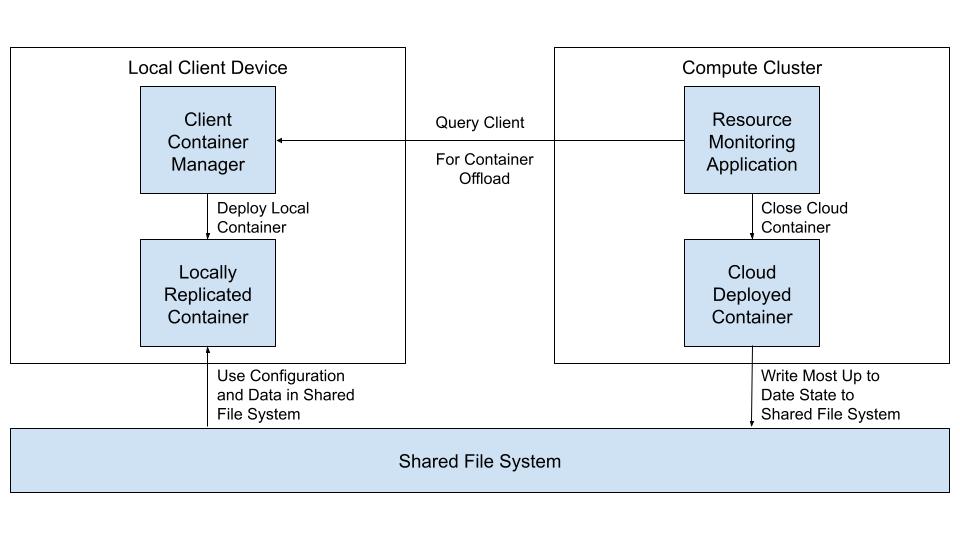 Local Client Device
Client
Container
Manager
Deploy Local
Container
Locally
Replicated
Container
Query Client
For Container
Offload
Compute Cluster
Resource
Monitoring
Application
Close Cloud
Container
Cloud
Deployed
Container
Use Configuration
and Data in Shared
File System
Write Most Up to
Date State to
Shared File System
Shared File System